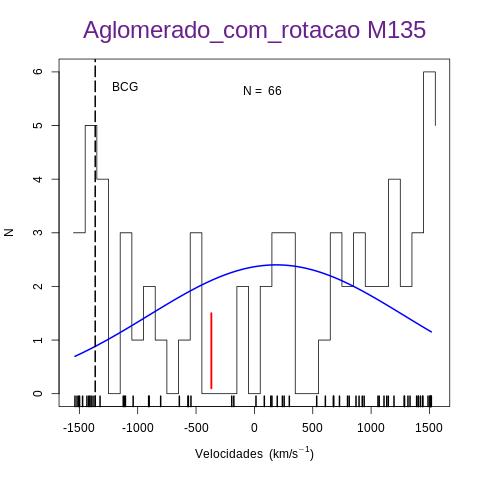 Aglomerado_com_rotacao M135
BCG
N = 66
N
6
5
4
3
2
1
0
-1500 -1000 -500 0 500 1000 1500
Velocidades (km/s⁻¹)